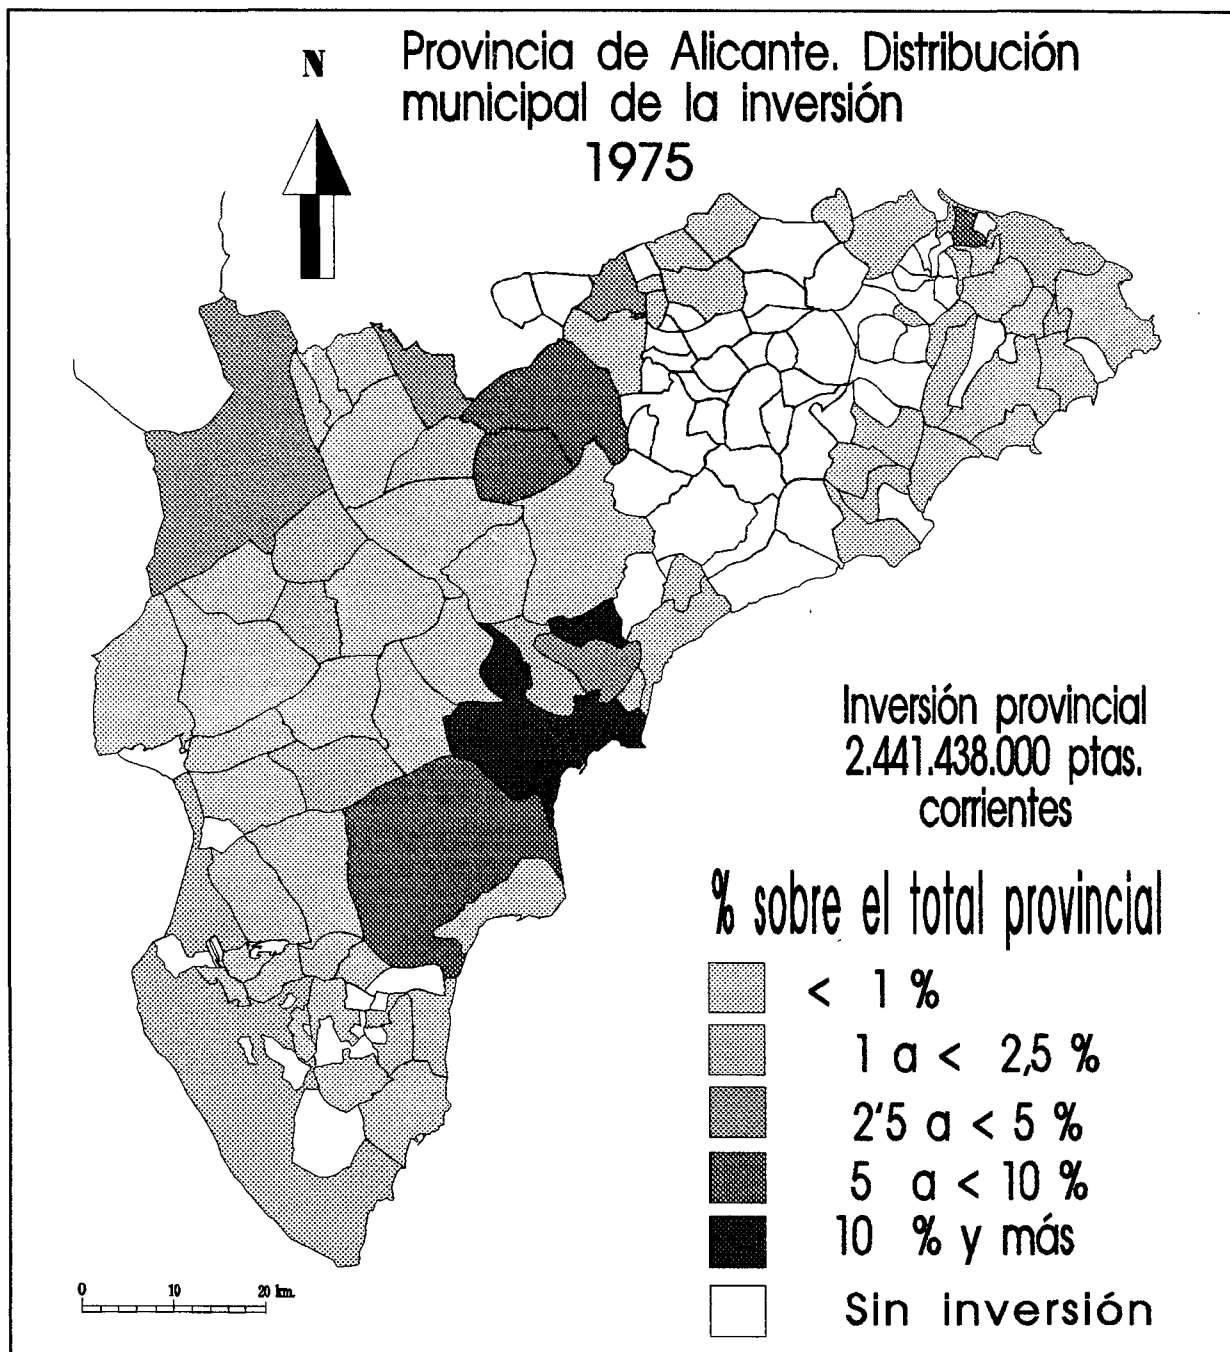 N
Provincia de Alicante. Distribución
municipal de la inversión
1975
Inversión provincial
2.441.438.000 ptas.
corrientes
% sobre el total provincial
< 1 %
1 a < 2,5 %
2'5 a < 5 %
5 a < 10 %
10 % y más
Sin inversión
0 10 20 km.